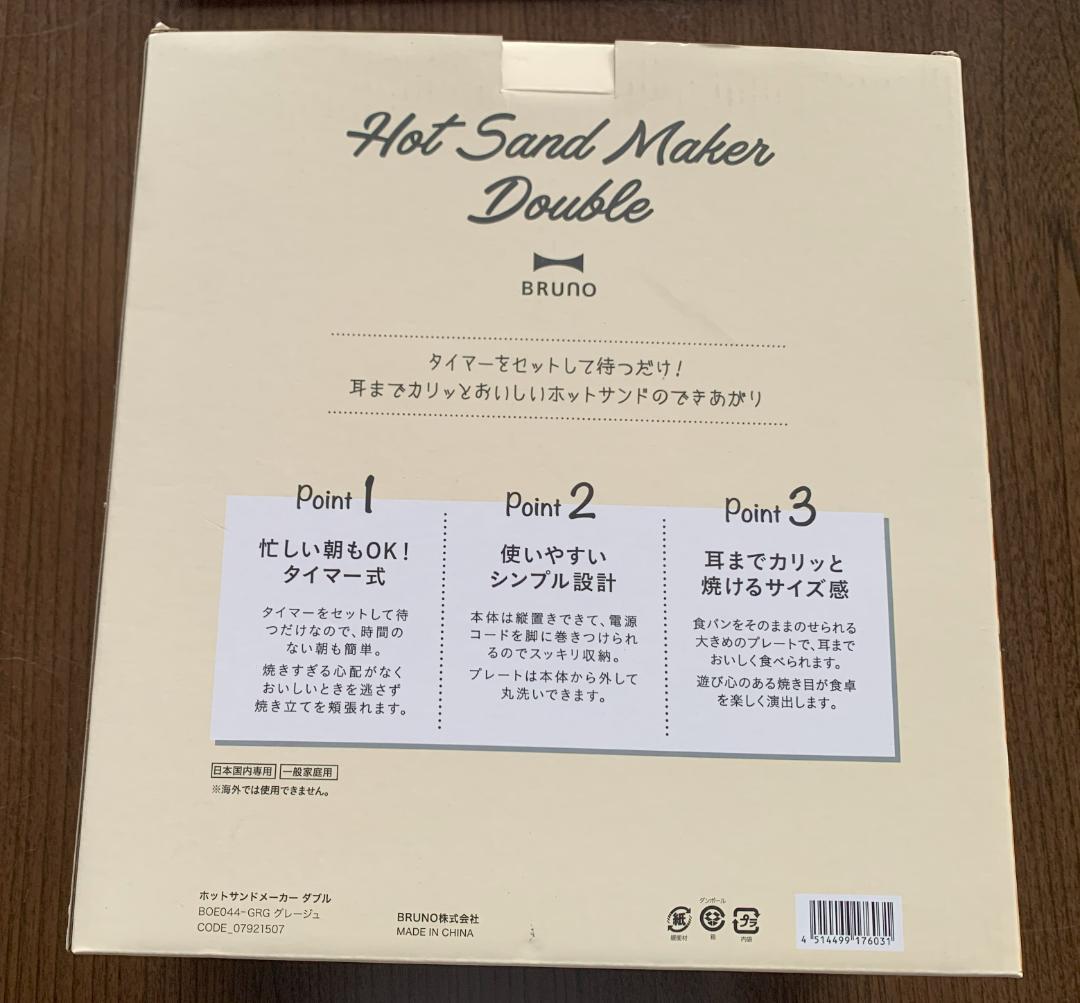 Hot Sand Maker
Double
BRUNO
タイマーをセットして待つだけ!
耳までカリッとおいしいホットサンドのできあがり
Point 1
忙しい朝もOK!
タイマー式
タイマーをセットして待
つだけなので、時間の
ない朝も簡単。
焼きすぎる心配がなく
おいしいときを逃さず
焼き立てを頬張れます。
Point 2
使いやすい
シンプル設計
本体は縦置きできて、電源
コードを脚に巻きつけられ
るのでスッキリ収納。
プレートは本体から外して
丸洗いできます。
Point 3
耳までカリッと
焼けるサイズ感
食パンをそのままのせられる
大きめのプレートで、耳まで
おいしく食べられます。
遊び心のある焼き目が食卓
を楽しく演出します。
日本国内専用 一般家庭用
※海外では使用できません。
ホットサンドメーカー ダブル
BOE044-GRG グレージュ
CODE_07921507
BRUNO株式会社
MADE IN CHINA
紙
緩衝材
ダンボール
箱
プラ
内袋
4 514499 176031